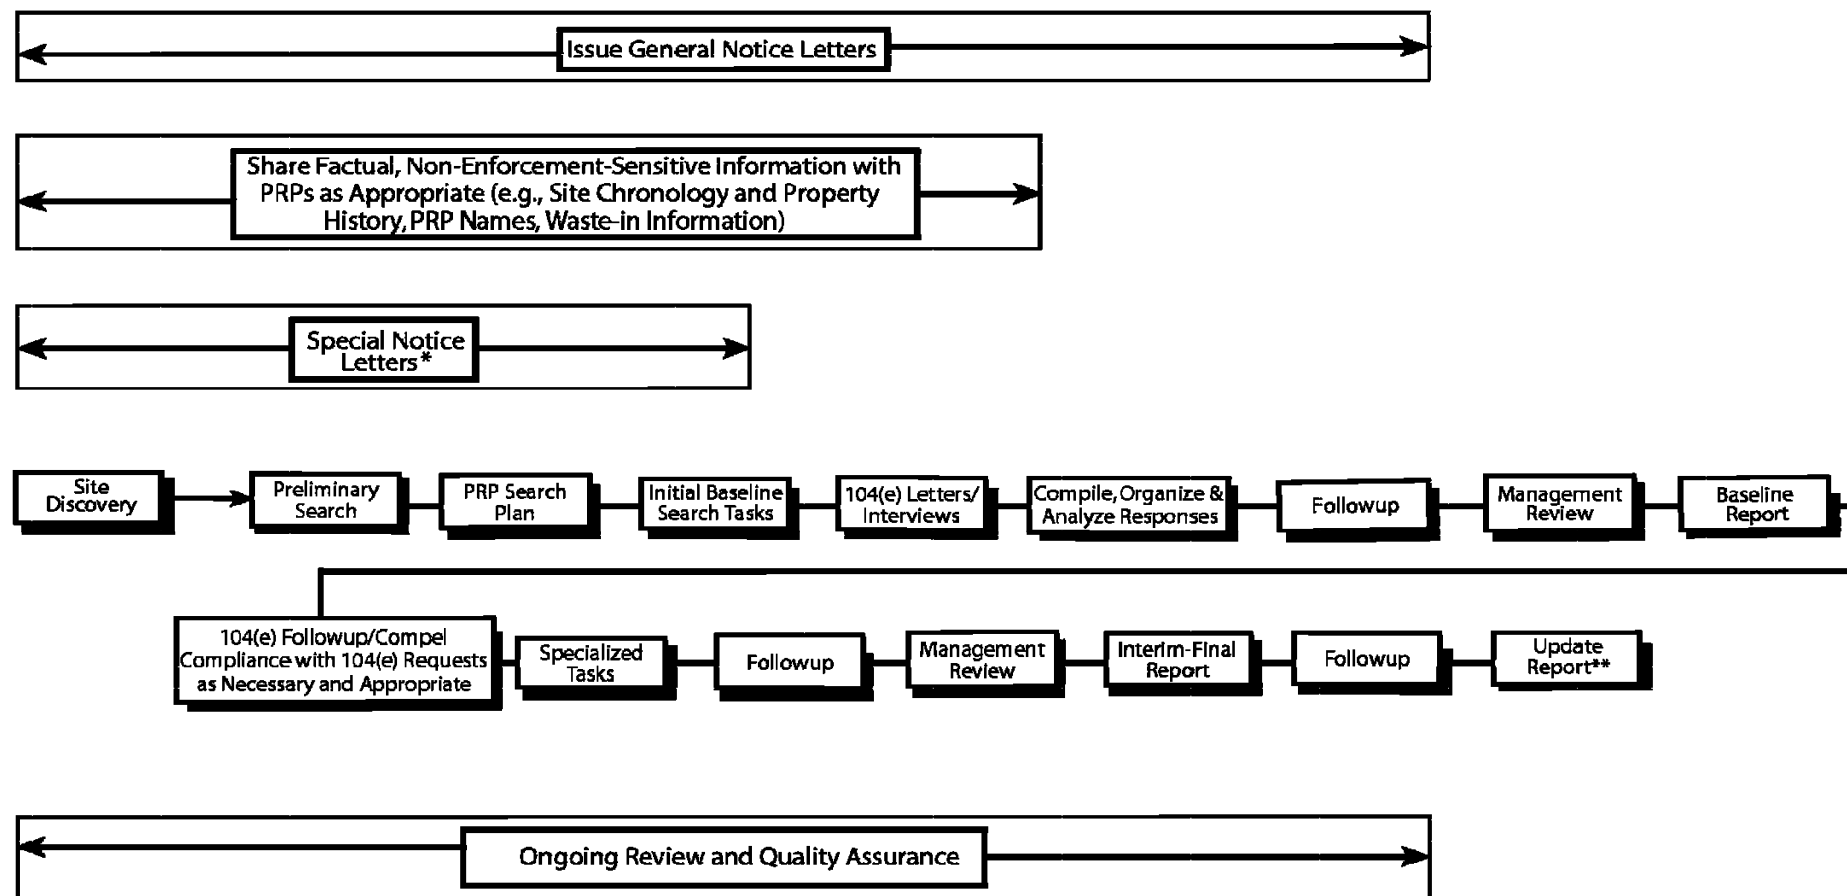 Issue General Notice Letters
Share Factual, Non-Enforcement-Sensitive Information with
PRPs as Appropriate (e.g., Site Chronology and Property
History, PRP Names, Waste-in Information)
Special Notice
Letters*
Site
Discovery
Preliminary
Search
PRP Search
Plan
Initial Baseline
Search Tasks
104(e) Letters/
Interviews
Compile, Organize &
Analyze Responses
Followup
Management
Review
Baseline
Report
104(e) Followup/Compel
Compliance with 104(e) Requests
as Necessary and Appropriate
Specialized
Tasks
Followup
Management
Review
Interim-Final
Report
Followup
Update
Report**
Ongoing Review and Quality Assurance